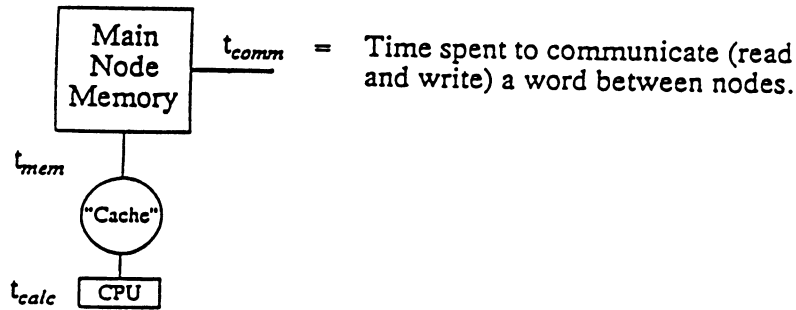 Main
Node
Memory
t_comm = Time spent to communicate (read
and write) a word between nodes.
t_mem
"Cache"
t_calc CPU